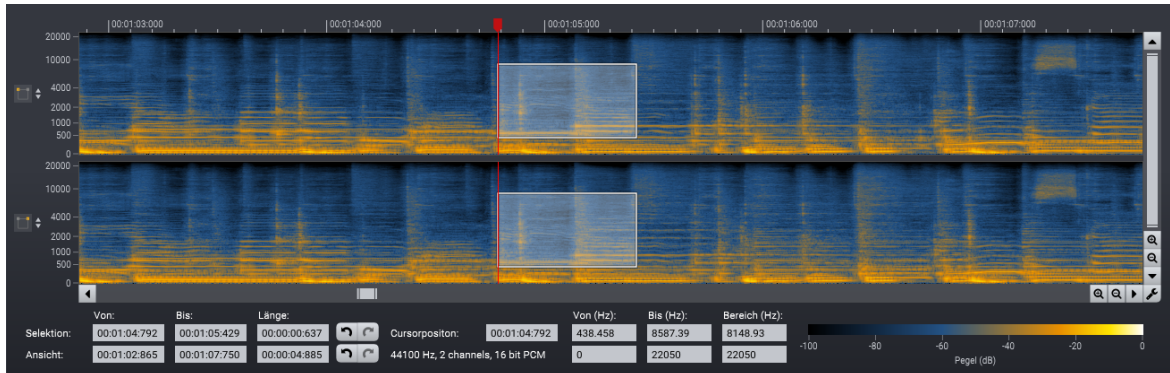 00:01:03:000 00:01:04:000 00:01:05:000 00:01:06:000 00:01:07:000
20000
10000
4000
2000
1000
500
0
20000
10000
4000
2000
1000
500
0
Von: Bis: Länge: Von (Hz): Bis (Hz): Bereich (Hz):
Selektion: 00:01:04:792 00:01:05:429 00:00:00:637 Cursorpositon: 00:01:04:792 438.458 8587.39 8148.93
Ansicht: 00:01:02:865 00:01:07:750 00:00:04:885 44100 Hz, 2 channels, 16 bit PCM 0 22050 22050
-100 -80 -60 -40 -20 0
Pegel (dB)